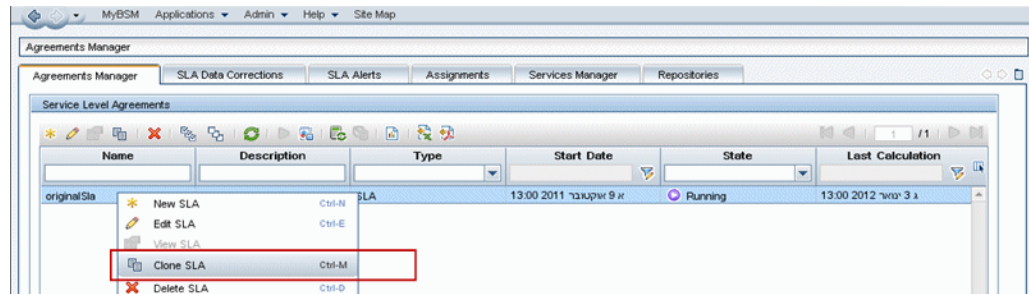 MyBSM Applications Admin Help Site Map
Agreements Manager
Agreements Manager SLA Data Corrections SLA Alerts Assignments Services Manager Repositories
Service Level Agreements
1 /1
Name Description Type Start Date State Last Calculation
originalSla SLA א 9 אוקטובר 2011 13:00 Running ג 3 ינואר 2012 13:00
New SLA Ctrl-N
Edit SLA Ctrl-E
View SLA
Clone SLA Ctrl-M
Delete SLA Ctrl-D